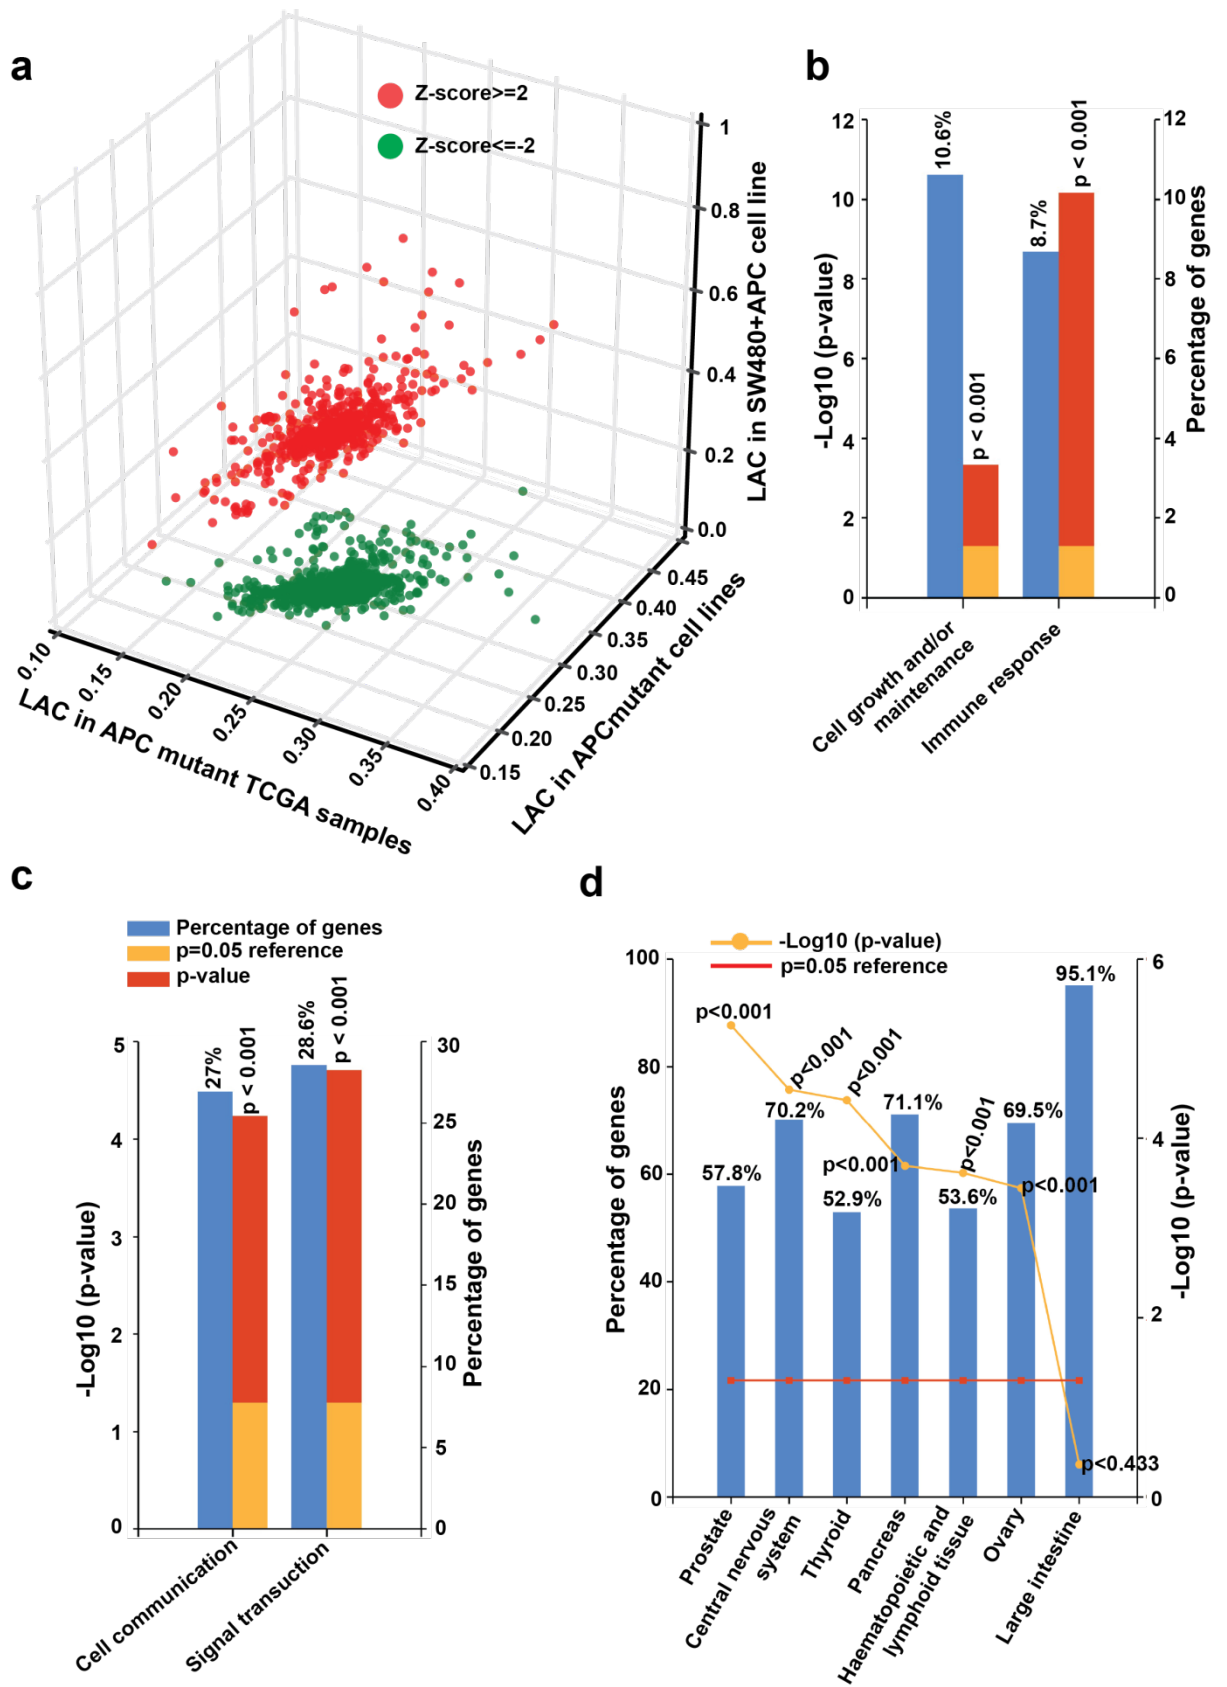 a
Z-score>=2
Z-score<=-2
1
0.8
0.6
0.4
0.2
0.0
LAC in SW480+APC cell line
0.45
0.40
0.35
0.30
0.25
0.20
0.15
LAC in APCmutant cell lines
0.10
0.15
0.20
0.25
0.30
0.35
0.40
LAC in APC mutant TCGA samples
b
12
10
8
6
4
2
0
-Log10 (p-value)
10.6%
p < 0.001
8.7%
p < 0.001
12
10
8
6
4
2
0
Percentage of genes
Cell growth and/or
maintenance
Immune response
c
Percentage of genes
p=0.05 reference
p-value
5
4
3
2
1
0
-Log10 (p-value)
27%
p < 0.001
28.6%
p < 0.001
30
25
20
15
10
5
0
Percentage of genes
Cell communication
Signal transuction
d
-Log10 (p-value)
p=0.05 reference
100
80
60
40
20
0
Percentage of genes
p<0.001
57.8%
p<0.001
70.2%
p<0.001
52.9%
71.1%
p<0.001
p<0.001
53.6%
69.5%
p<0.001
95.1%
p<0.433
6
4
2
0
-Log10 (p-value)
Prostate
Central nervous
system
Thyroid
Pancreas
Haematopoietic and
lymphoid tissue
Ovary
Large intestine